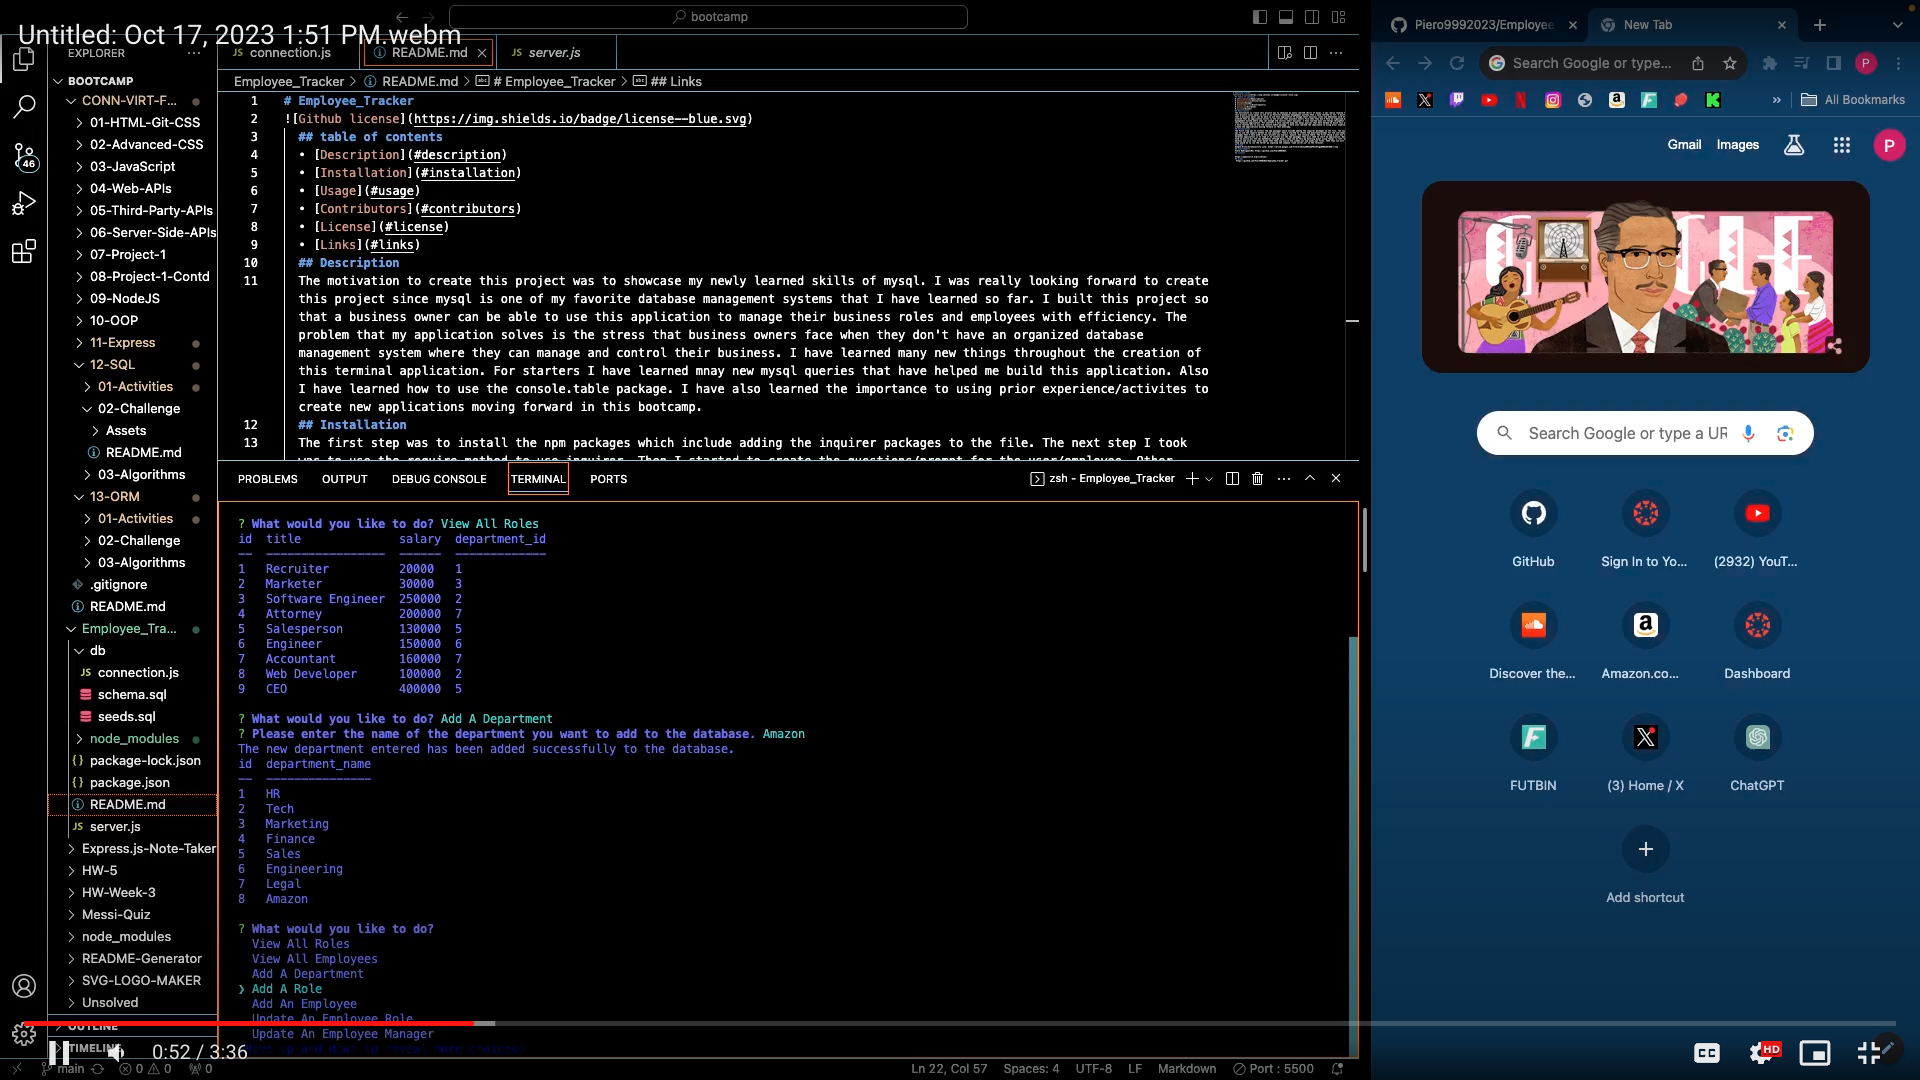 Untitled: Oct 17, 2023 1:51 PM.webm
bootcamp
EXPLORER
connection.js
README.md
server.js
Employee_Tracker > README.md > # Employee_Tracker > ## Links
BOOTCAMP
CONN-VIRT-F...
01-HTML-Git-CSS
02-Advanced-CSS
03-JavaScript
04-Web-APIs
05-Third-Party-APIs
06-Server-Side-APIs
07-Project-1
08-Project-1-Contd
09-NodeJS
10-OOP
11-Express
12-SQL
01-Activities
02-Challenge
Assets
README.md
03-Algorithms
13-ORM
01-Activities
02-Challenge
03-Algorithms
.gitignore
README.md
Employee_Tra...
db
connection.js
schema.sql
seeds.sql
node_modules
package-lock.json
package.json
README.md
server.js
Express.js-Note-Taker
HW-5
HW-Week-3
Messi-Quiz
node_modules
README-Generator
SVG-LOGO-MAKER
Unsolved
OUTLINE
TIMELINE
46
1 # Employee_Tracker
2 ![Github license](https://img.shields.io/badge/license--blue.svg)
3 ## table of contents
4 • [Description](#description)
5 • [Installation](#installation)
6 • [Usage](#usage)
7 • [Contributors](#contributors)
8 • [License](#license)
9 • [Links](#links)
10 ## Description
11 The motivation to create this project was to showcase my newly learned skills of mysql. I was really looking forward to create
this project since mysql is one of my favorite database management systems that I have learned so far. I built this project so
that a business owner can be able to use this application to manage their business roles and employees with efficiency. The
problem that my application solves is the stress that business owners face when they don't have an organized database
management system where they can manage and control their business. I have learned many new things throughout the creation of
this terminal application. For starters I have learned mnay new mysql queries that have helped me build this application. Also
I have learned how to use the console.table package. I have also learned the importance to using prior experience/activites to
create new applications moving forward in this bootcamp.
12 ## Installation
13 The first step was to install the npm packages which include adding the inquirer packages to the file. The next step I took
was to use the require method to use inquirer. Then I started to create the questions/prompt for the user/employee. Other
PROBLEMS OUTPUT DEBUG CONSOLE TERMINAL PORTS
zsh - Employee_Tracker
? What would you like to do? View All Roles
id title salary department_id
-- ----------------- ------ -------------
1 Recruiter 20000 1
2 Marketer 30000 3
3 Software Engineer 250000 2
4 Attorney 200000 7
5 Salesperson 130000 5
6 Engineer 150000 6
7 Accountant 160000 7
8 Web Developer 100000 2
9 CEO 400000 5
? What would you like to do? Add A Department
? Please enter the name of the department you want to add to the database. Amazon
The new department entered has been added successfully to the database.
id department_name
-- ---------------
1 HR
2 Tech
3 Marketing
4 Finance
5 Sales
6 Engineering
7 Legal
8 Amazon
? What would you like to do?
View All Roles
View All Employees
Add A Department
❯ Add A Role
Add An Employee
Update An Employee Role
Update An Employee Manager
0:52 / 3:36
main 0 0 0
Ln 22, Col 57 Spaces: 4 UTF-8 LF Markdown Port : 5500
Piero9992023/Employee
New Tab
Search Google or type...
P
All Bookmarks
Gmail
Images
P
Search Google or type a UR
GitHub
Sign In to Yo...
(2932) YouT...
Discover the...
Amazon.co...
Dashboard
FUTBIN
(3) Home / X
ChatGPT
Add shortcut
CC
HD